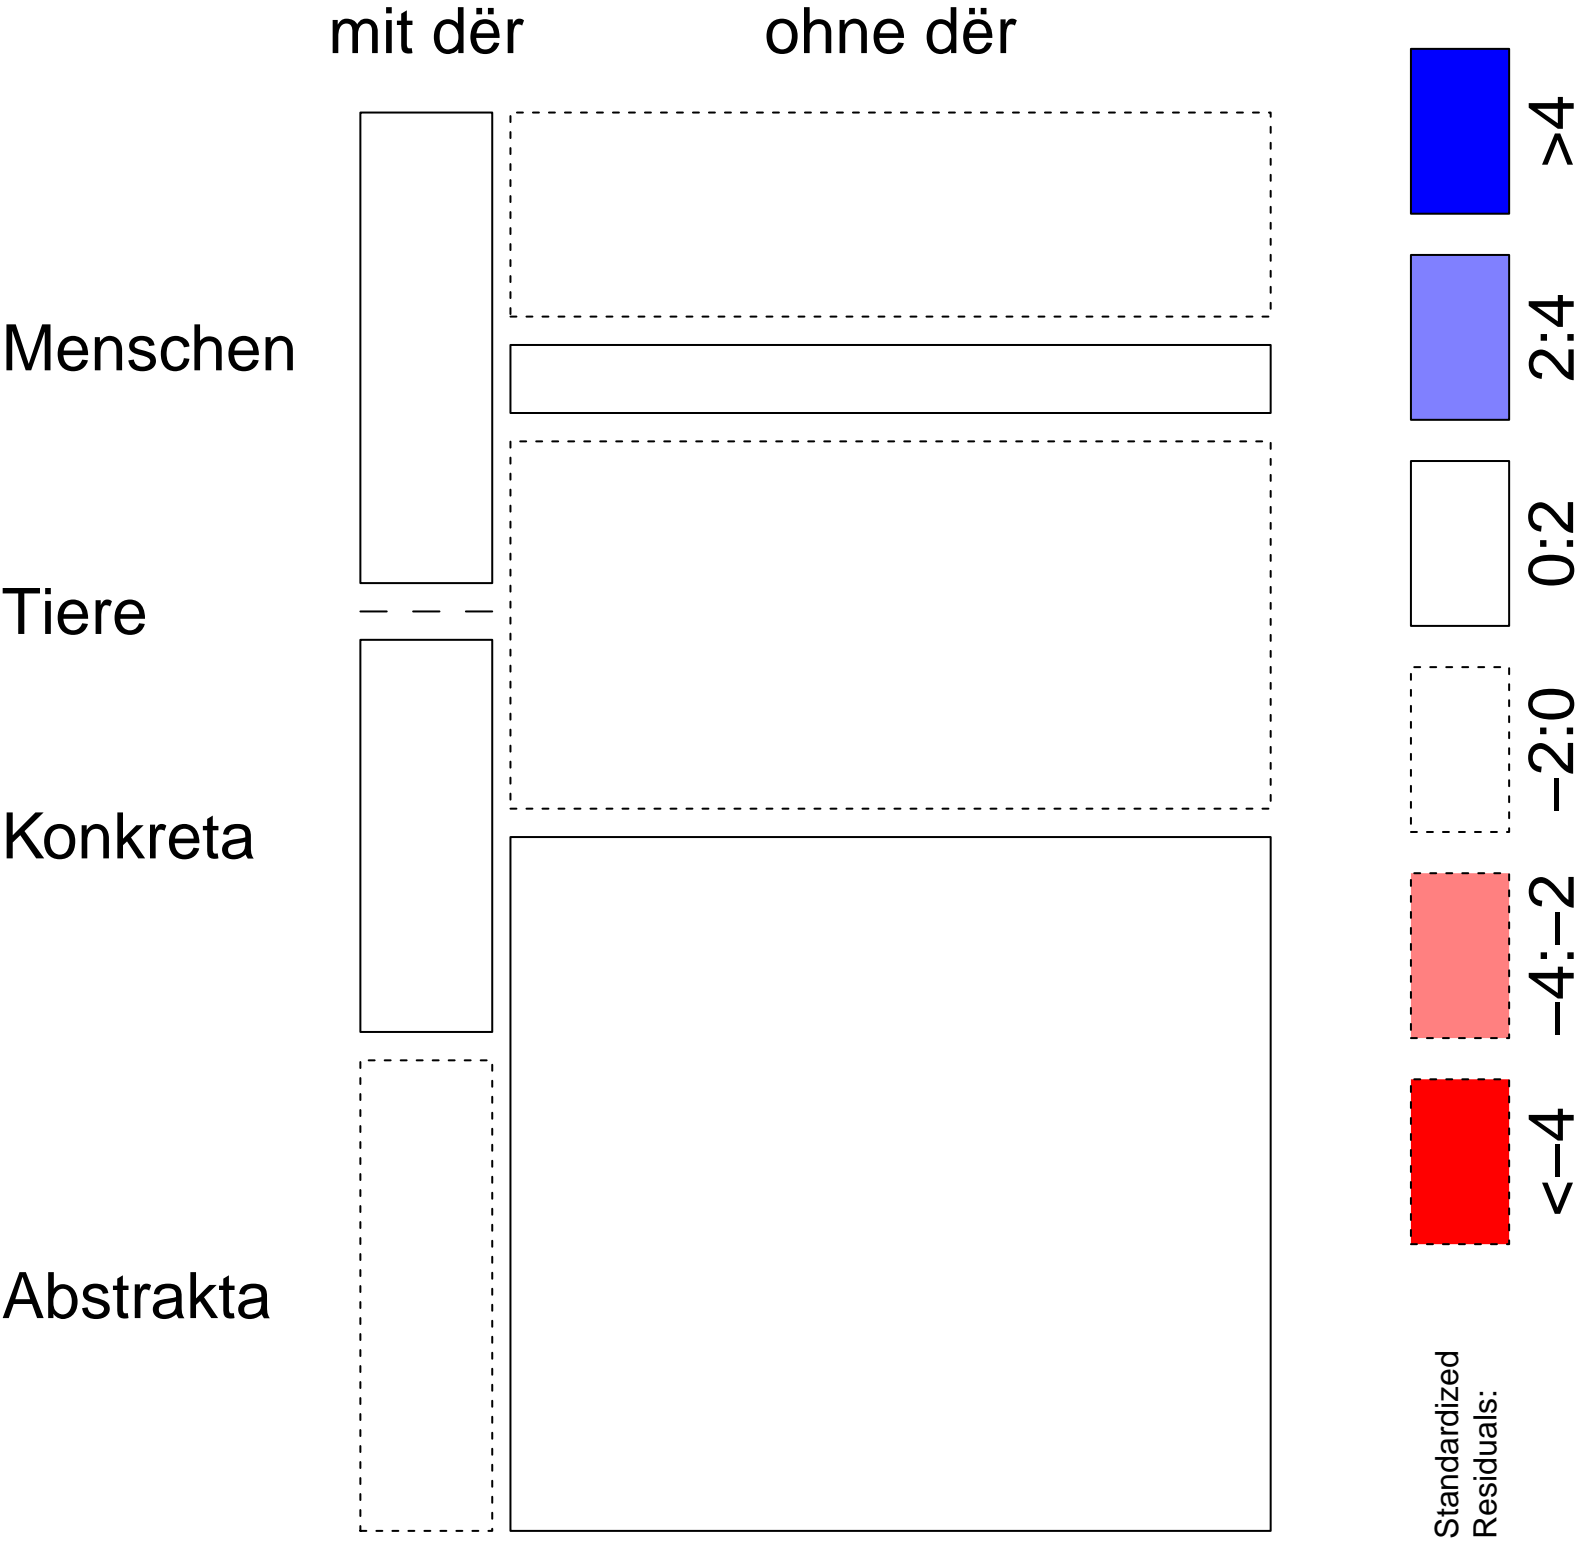 mit dër
ohne dër
Menschen
Tiere
Konkreta
Abstrakta
>4
2:4
0:2
−2:0
−4:−2
<−4
Standardized
Residuals: